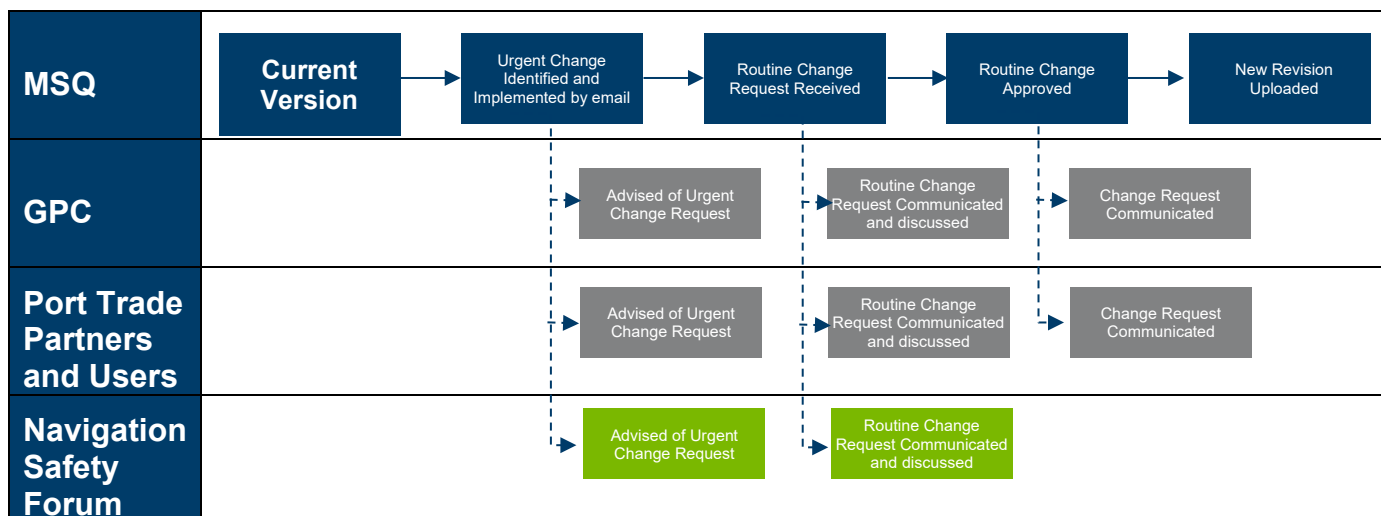 MSQ
Current
Version
Urgent Change
Identified and
Implemented by email
Routine Change
Request Received
Routine Change
Approved
New Revision
Uploaded
GPC
Advised of Urgent
Change Request
Routine Change
Request Communicated
and discussed
Change Request
Communicated
Port Trade
Partners
and Users
Advised of Urgent
Change Request
Routine Change
Request Communicated
and discussed
Change Request
Communicated
Navigation
Safety
Forum
Advised of Urgent
Change Request
Routine Change
Request Communicated
and discussed